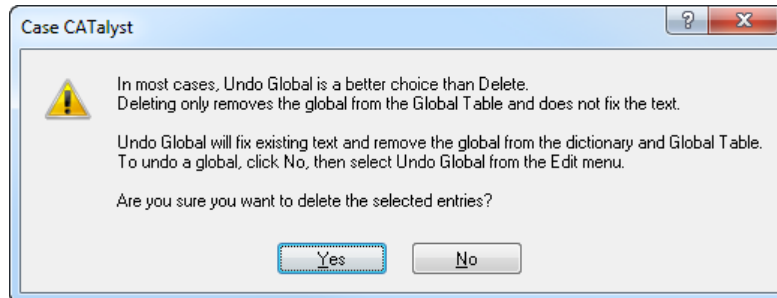 Case CATalyst
In most cases, Undo Global is a better choice than Delete.
Deleting only removes the global from the Global Table and does not fix the text.
Undo Global will fix existing text and remove the global from the dictionary and Global Table.
To undo a global, click No, then select Undo Global from the Edit menu.
Are you sure you want to delete the selected entries?
Yes
No